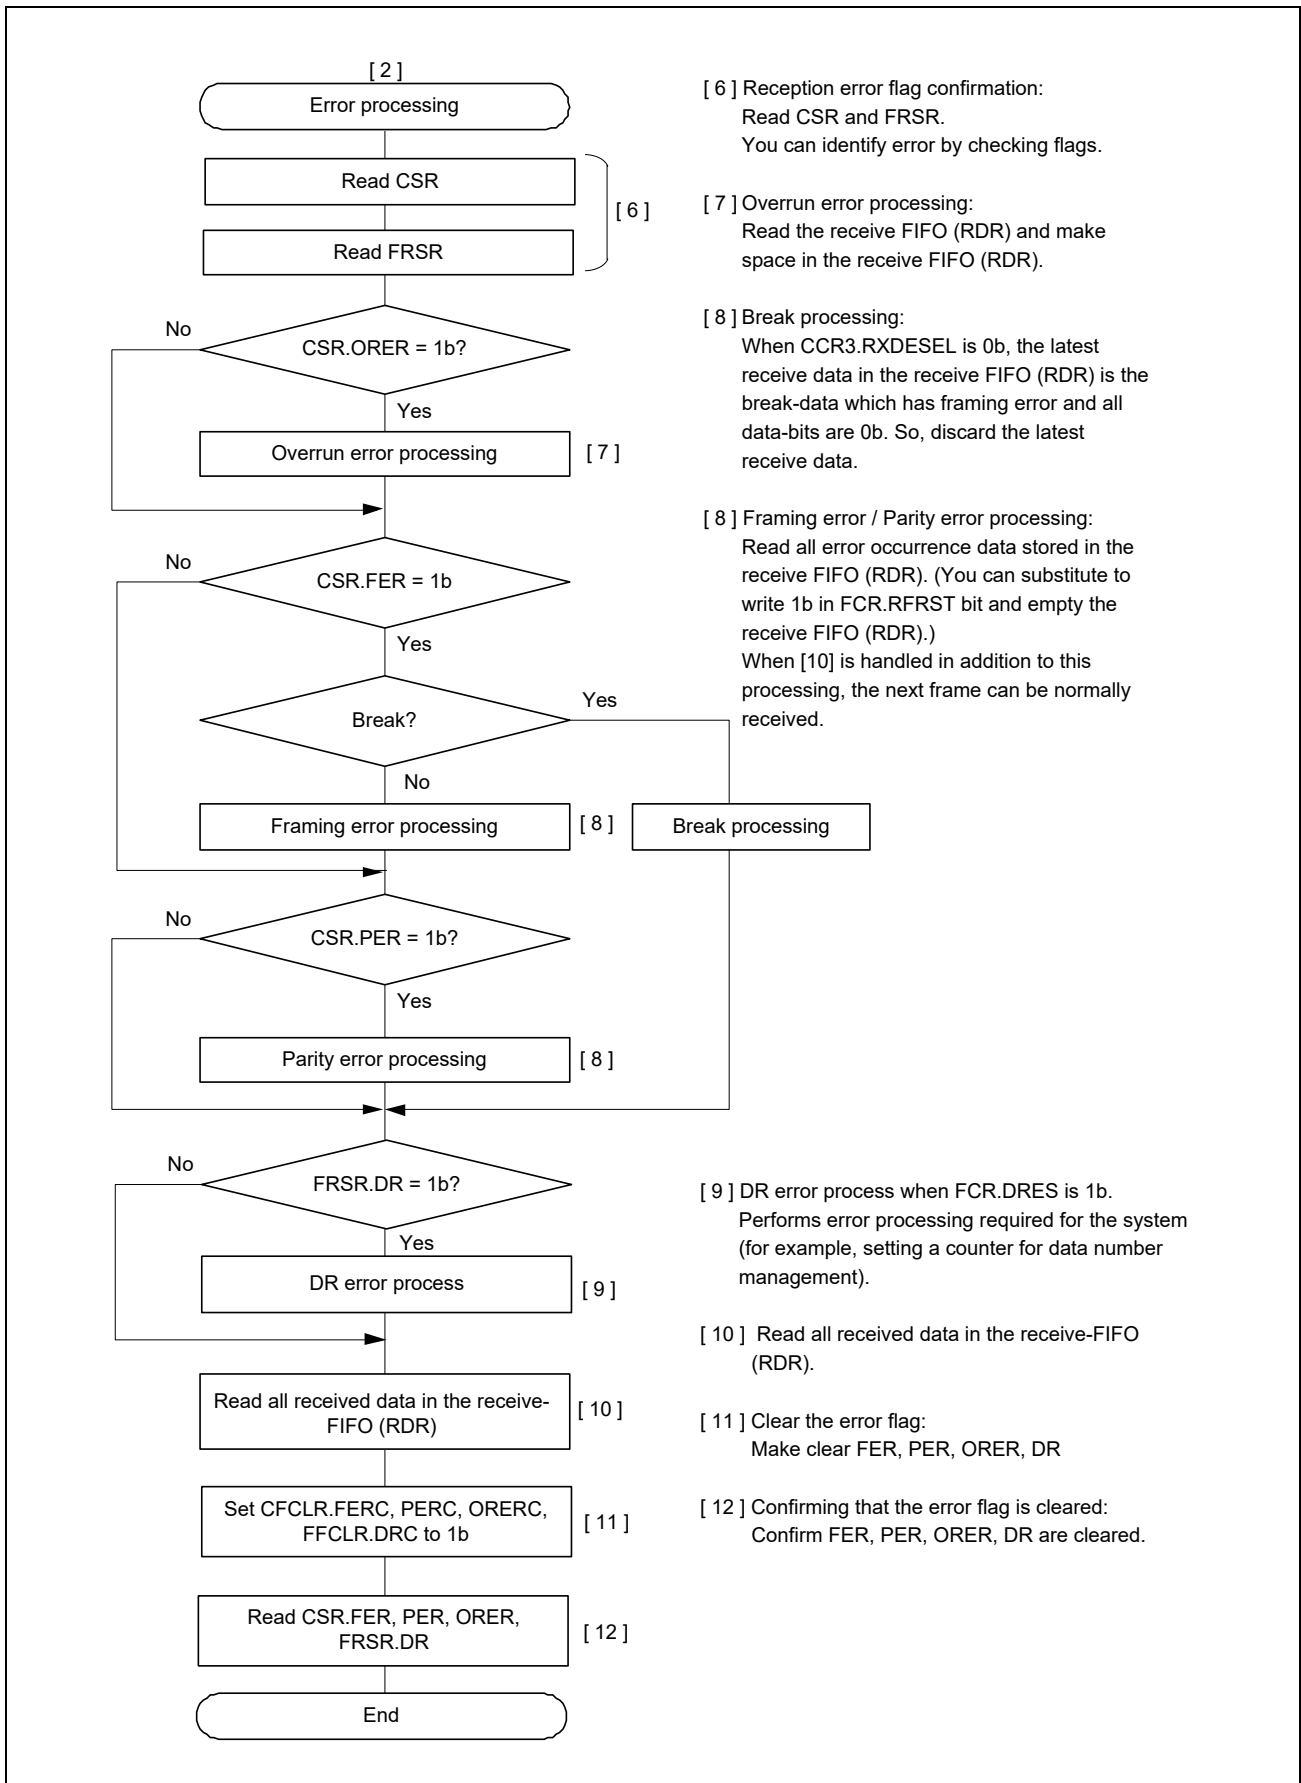 [ 2 ]
Error processing
Read CSR
[ 6 ]
Read FRSR
No
CSR.ORER = 1b?
Yes
Overrun error processing
[ 7 ]
No
CSR.FER = 1b
Yes
Break?
Yes
No
Framing error processing
[ 8 ]
Break processing
No
CSR.PER = 1b?
Yes
Parity error processing
[ 8 ]
No
FRSR.DR = 1b?
Yes
DR error process
[ 9 ]
Read all received data in the receive-
FIFO (RDR)
[ 10 ]
Set CFCLR.FERC, PERC, ORERC,
FFCLR.DRC to 1b
[ 11 ]
Read CSR.FER, PER, ORER,
FRSR.DR
[ 12 ]
End
[ 6 ] Reception error flag confirmation:
Read CSR and FRSR.
You can identify error by checking flags.
[ 7 ] Overrun error processing:
Read the receive FIFO (RDR) and make
space in the receive FIFO (RDR).
[ 8 ] Break processing:
When CCR3.RXDESEL is 0b, the latest
receive data in the receive FIFO (RDR) is the
break-data which has framing error and all
data-bits are 0b. So, discard the latest
receive data.
[ 8 ] Framing error / Parity error processing:
Read all error occurrence data stored in the
receive FIFO (RDR). (You can substitute to
write 1b in FCR.RFRST bit and empty the
receive FIFO (RDR).)
When [10] is handled in addition to this
processing, the next frame can be normally
received.
[ 9 ] DR error process when FCR.DRES is 1b.
Performs error processing required for the system
(for example, setting a counter for data number
management).
[ 10 ] Read all received data in the receive-FIFO
(RDR).
[ 11 ] Clear the error flag:
Make clear FER, PER, ORER, DR
[ 12 ] Confirming that the error flag is cleared:
Confirm FER, PER, ORER, DR are cleared.